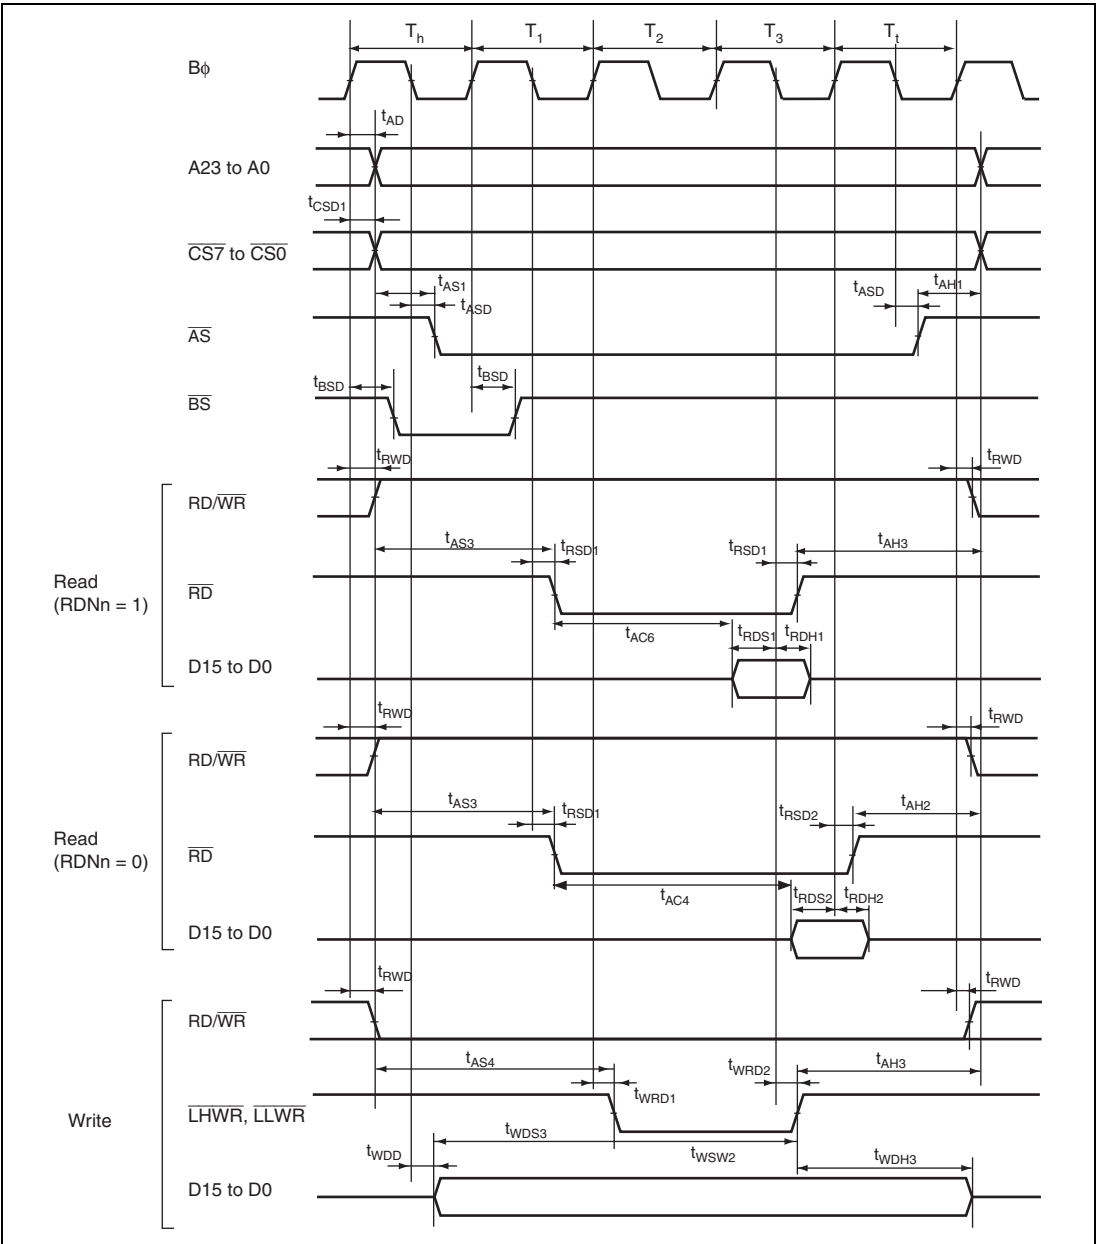 Th T1 T2 T3 Tt
Bφ
tAD
A23 to A0
tCSD1
CS7 to CS0
tAS1
tASD
tASD
tAH1
AS
tBSD
tBSD
BS
tRWD
tRWD
RD/WR
tAS3
tRSD1
tRSD1
tAH3
Read
(RDNn = 1)
RD
tAC6
tRDS1
tRDH1
D15 to D0
tRWD
tRWD
RD/WR
tAS3
tRSD1
tRSD2
tAH2
Read
(RDNn = 0)
RD
tAC4
tRDS2
tRDH2
D15 to D0
tRWD
tRWD
RD/WR
tAS4
tWRD1
tWRD2
tAH3
Write
LHWR, LLWR
tWDS3
tWSW2
tWDD
tWDH3
D15 to D0